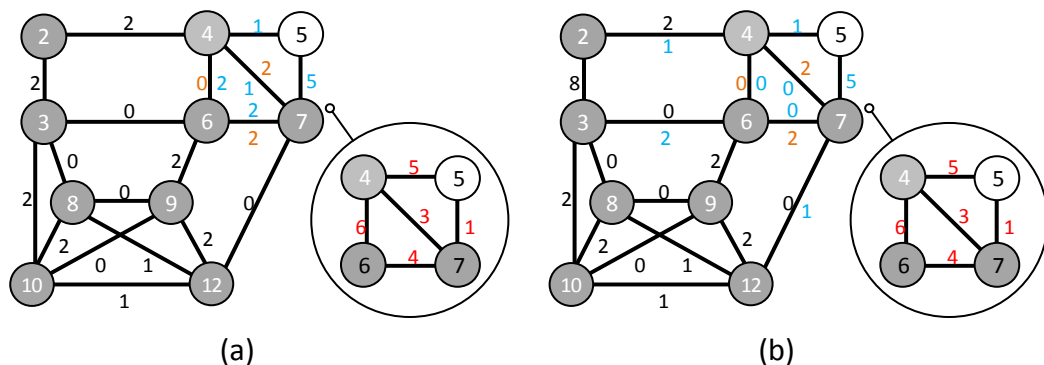 2 2 4 1 5 2 2 4 1 5
1
2 0 2 1 2 5 8 0 0 0 2 5
3 0 6 2 2 7 3 0 2 6 0 2 7
0 2 0 2
4 5 5 4 5 5
2 8 0 9 0 2 8 0 9 0 1
6 3 1 6 3 1
2 0 1 2 2 0 1 2
6 4 7 6 4 7
10 1 12 10 1 12
(a) (b)